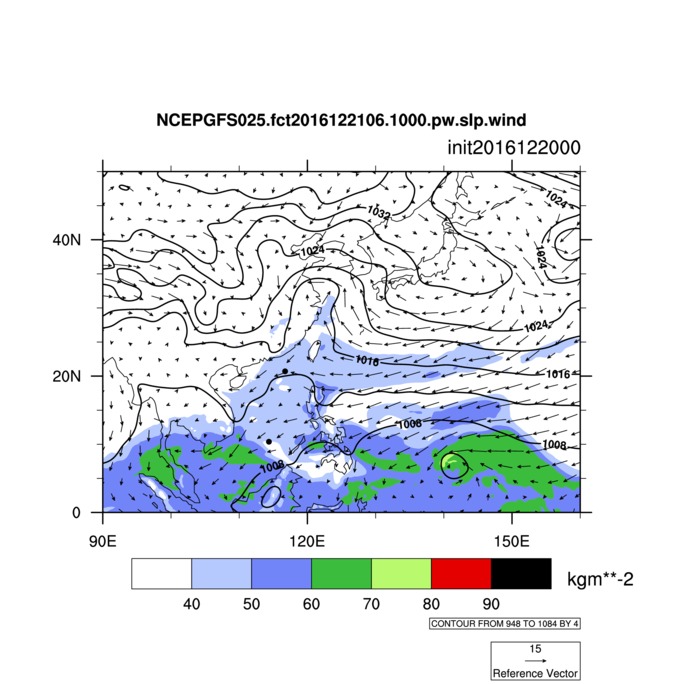 NCEPGFS025.fct2016122106.1000.pw.slp.wind
init2016122000
1024
1032
40N
1024
1024
1024
1016
20N
1016
1008
1008
1008
0
90E 120E 150E
kgm**-2
40 50 60 70 80 90
CONTOUR FROM 948 TO 1084 BY 4
15
Reference Vector